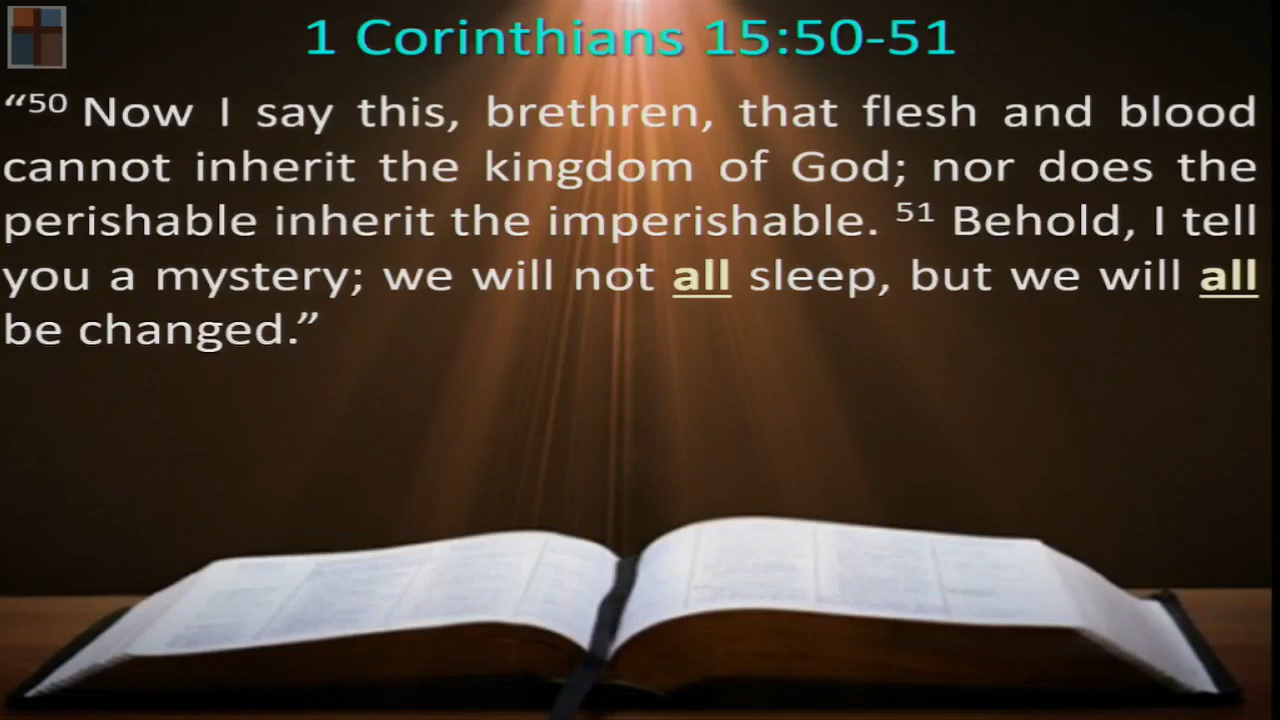 1 Corinthians 15:50-51
“50 Now I say this, brethren, that flesh and blood
cannot inherit the kingdom of God; nor does the
perishable inherit the imperishable. 51 Behold, I tell
you a mystery; we will not all sleep, but we will all
be changed.”